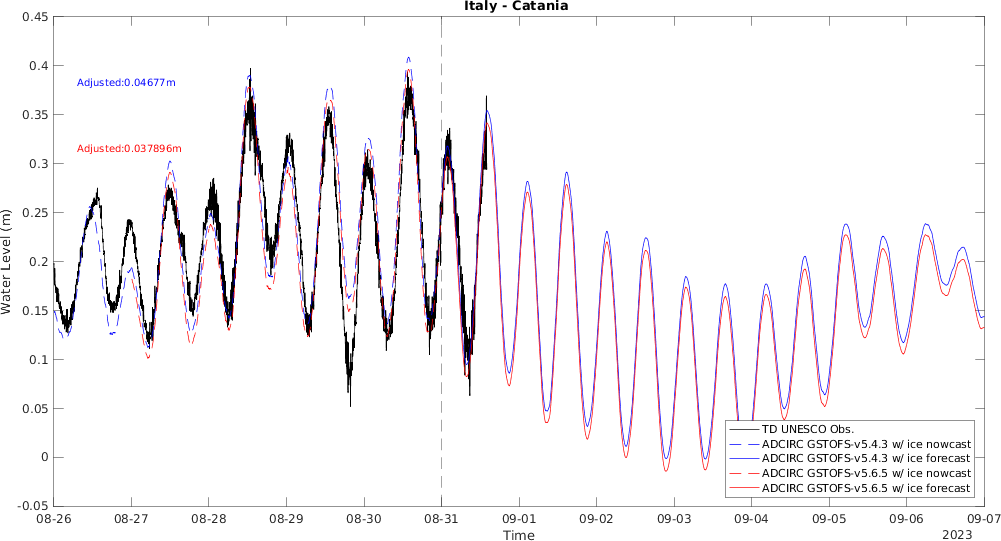 Italy - Catania
0.45
0.4
0.35
0.3
0.25
0.2
0.15
0.1
0.05
0
-0.05
Water Level (m)
Adjusted:0.04677m
Adjusted:0.037896m
TD UNESCO Obs.
ADCIRC GSTOFS-v5.4.3 w/ ice nowcast
ADCIRC GSTOFS-v5.4.3 w/ ice forecast
ADCIRC GSTOFS-v5.6.5 w/ ice nowcast
ADCIRC GSTOFS-v5.6.5 w/ ice forecast
08-26 08-27 08-28 08-29 08-30 08-31 09-01 09-02 09-03 09-04 09-05 09-06 09-07
Time
2023